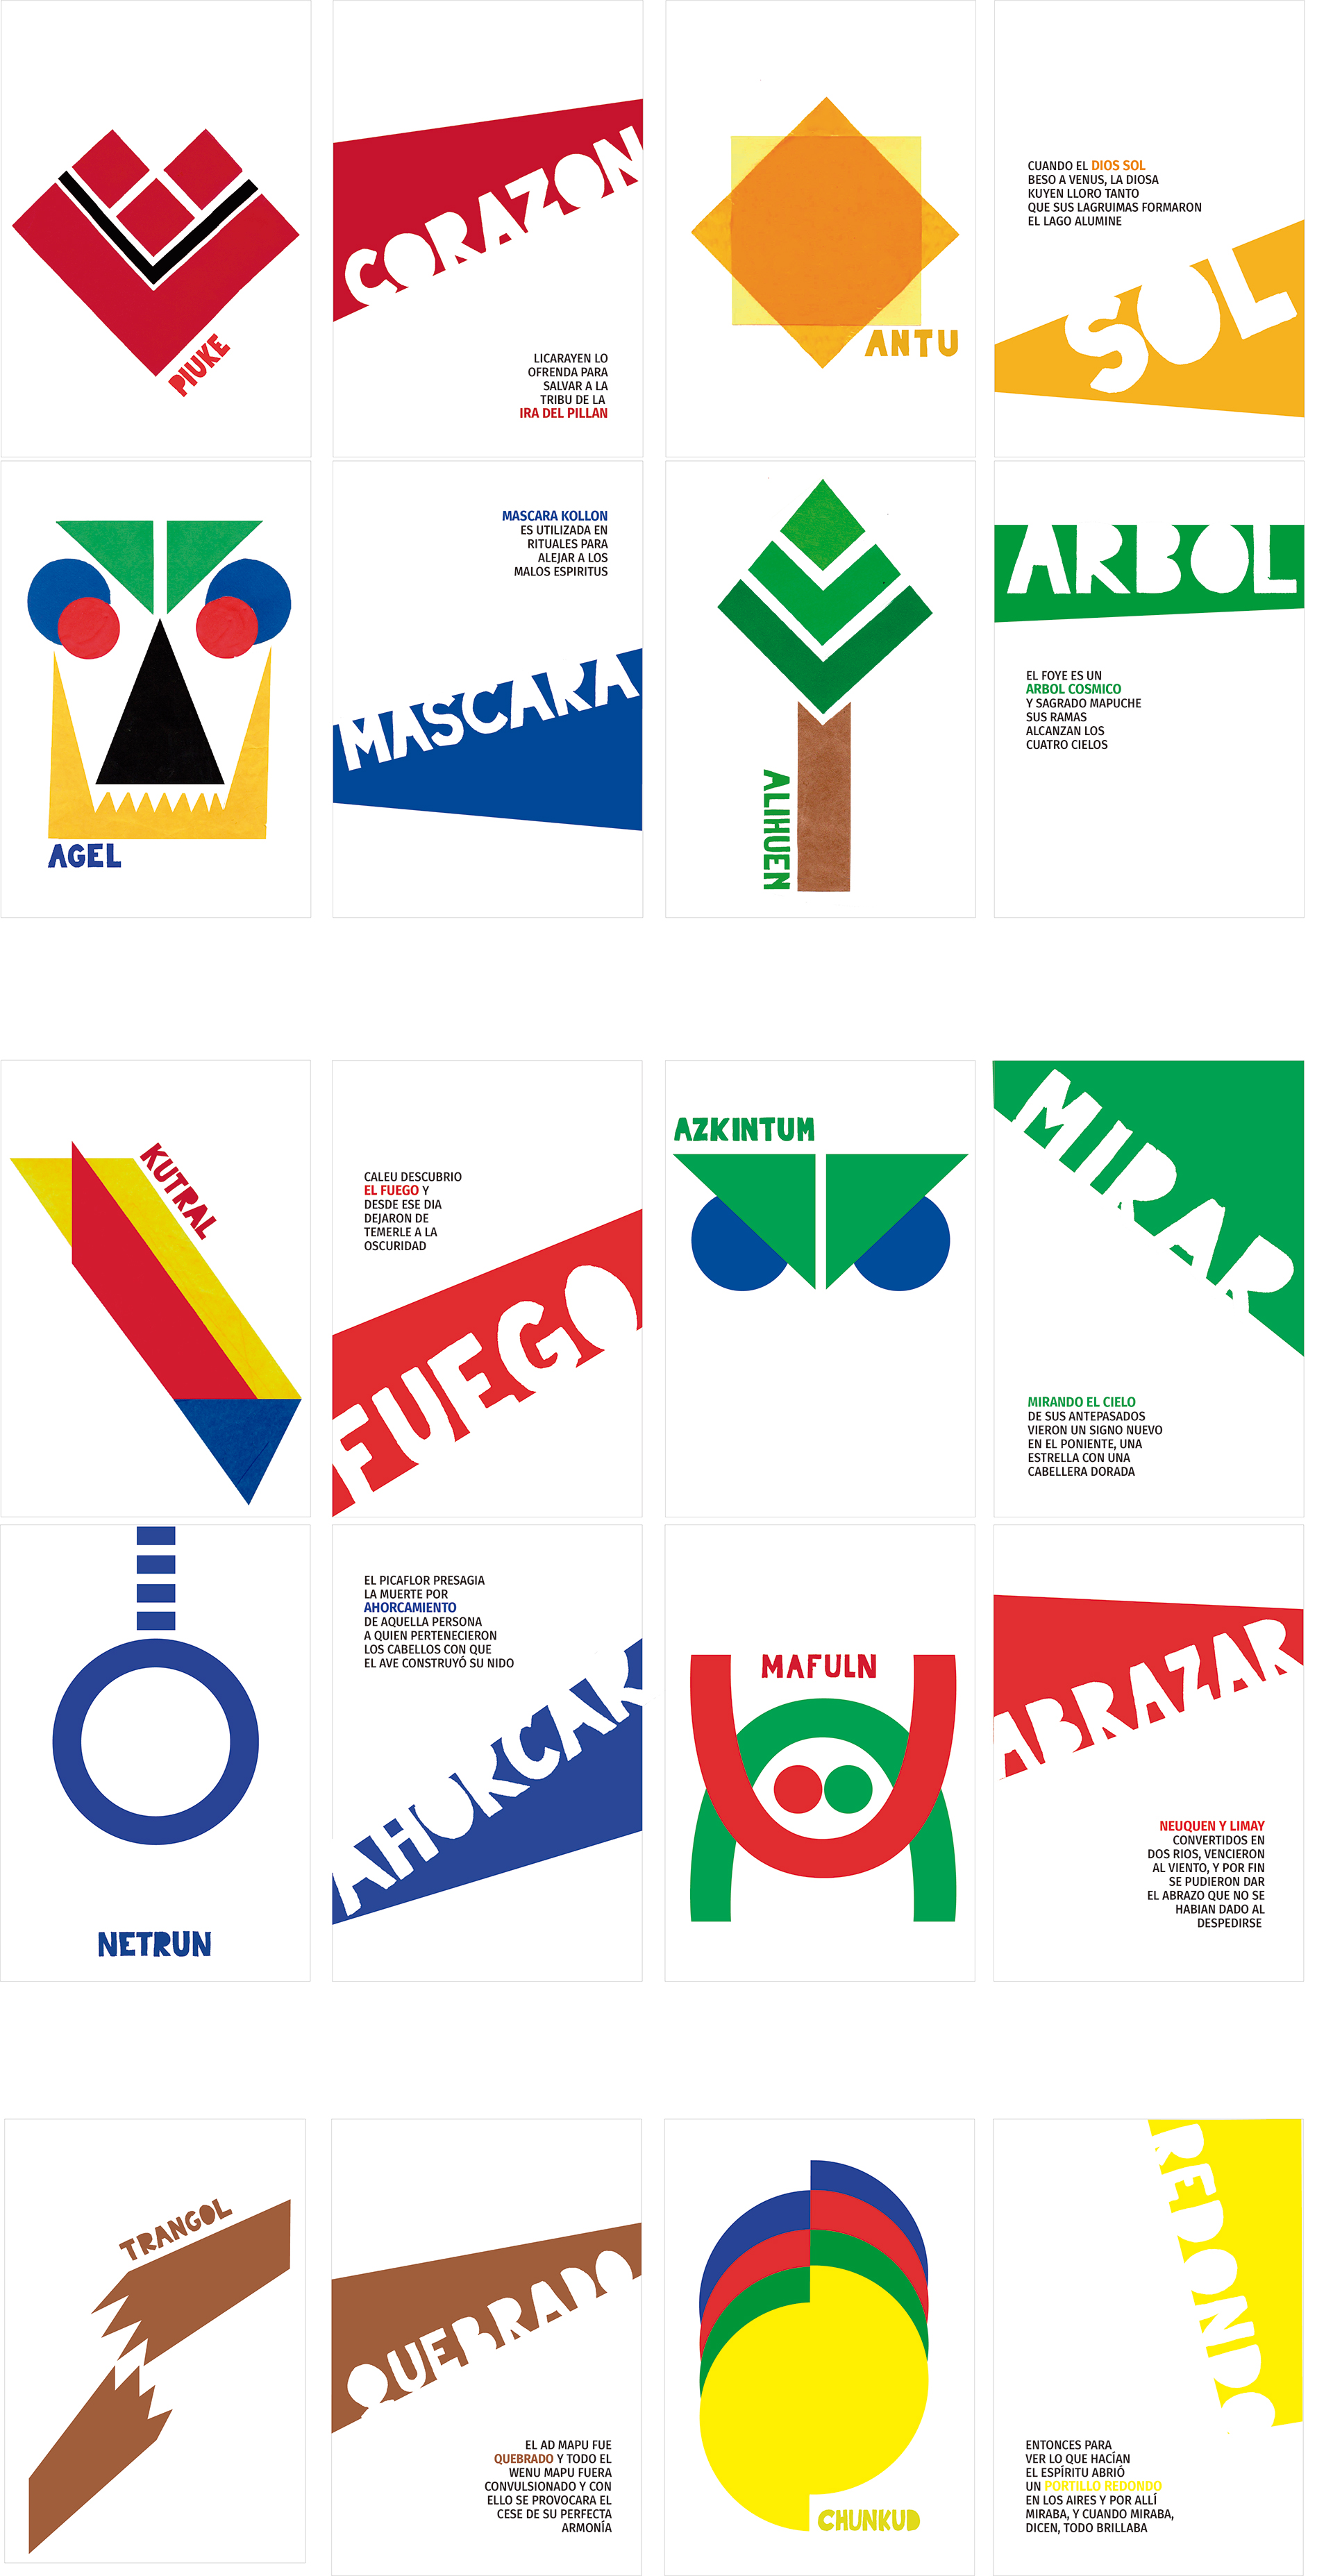 PIUKE
CORAZON
LICARAYEN LO
OFRENDA PARA
SALVAR A LA
TRIBU DE LA
IRA DEL PILLAN
ANTU
CUANDO EL DIOS SOL
BESO A VENUS, LA DIOSA
KUYEN LLORO TANTO
QUE SUS LAGRUIMAS FORMARON
EL LAGO ALUMINE
SOL
AGEL
MASCARA KOLLON
ES UTILIZADA EN
RITUALES PARA
ALEJAR A LOS
MALOS ESPIRITUS
MASCARA
ALIHUEN
ARBOL
EL FOYE ES UN
ARBOL COSMICO
Y SAGRADO MAPUCHE
SUS RAMAS
ALCANZAN LOS
CUATRO CIELOS
KUTRAL
CALEU DESCUBRIO
EL FUEGO Y
DESDE ESE DIA
DEJARON DE
TEMERLE A LA
OSCURIDAD
FUEGO
AZKINTUM
MIRAR
MIRANDO EL CIELO
DE SUS ANTEPASADOS
VIERON UN SIGNO NUEVO
EN EL PONIENTE, UNA
ESTRELLA CON UNA
CABELLERA DORADA
NETRUN
EL PICAFLOR PRESAGIA
LA MUERTE POR
AHORCAMIENTO
DE AQUELLA PERSONA
A QUIEN PERTENECIERON
LOS CABELLOS CON QUE
EL AVE CONSTRUYÓ SU NIDO
AHORCAR
MAFULN
ABRAZAR
NEUQUEN Y LIMAY
CONVERTIDOS EN
DOS RIOS, VENCIERON
AL VIENTO, Y POR FIN
SE PUDIERON DAR
EL ABRAZO QUE NO SE
HABIAN DADO AL
DESPEDIRSE
TRANGOL
QUEBRADO
EL AD MAPU FUE
QUEBRADO Y TODO EL
WENU MAPU FUERA
CONVULSIONADO Y CON
ELLO SE PROVOCARA EL
CESE DE SU PERFECTA
ARMONÍA
CHUNKUD
REDONDO
ENTONCES PARA
VER LO QUE HACÍAN
EL ESPÍRITU ABRIÓ
UN PORTILLO REDONDO
EN LOS AIRES Y POR ALLÍ
MIRABA, Y CUANDO MIRABA,
DICEN, TODO BRILLABA